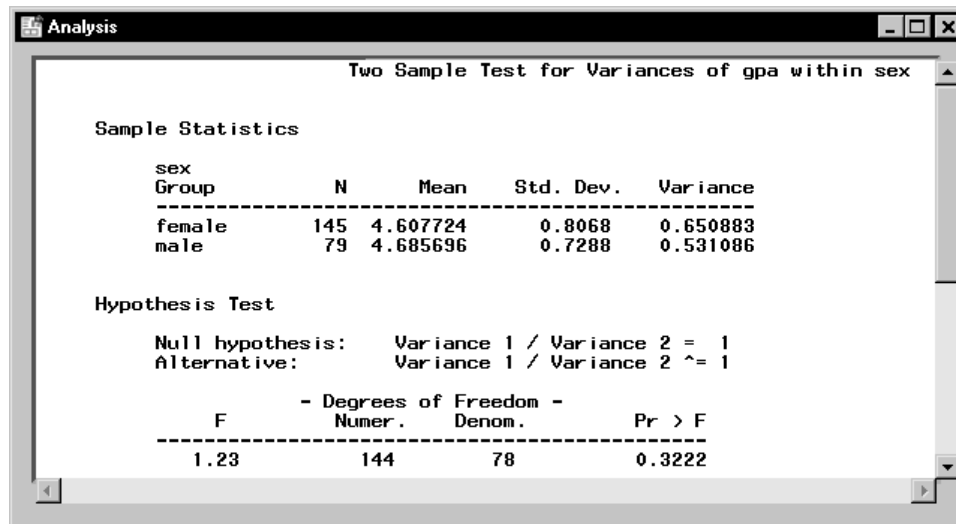 Analysis
Two Sample Test for Variances of gpa within sex
Sample Statistics
sex
Group N Mean Std. Dev. Variance
female 145 4.607724 0.8068 0.650883
male 79 4.685696 0.7288 0.531086
Hypothesis Test
Null hypothesis: Variance 1 / Variance 2 = 1
Alternative: Variance 1 / Variance 2 ^= 1
- Degrees of Freedom -
F Numer. Denom. Pr > F
1.23 144 78 0.3222